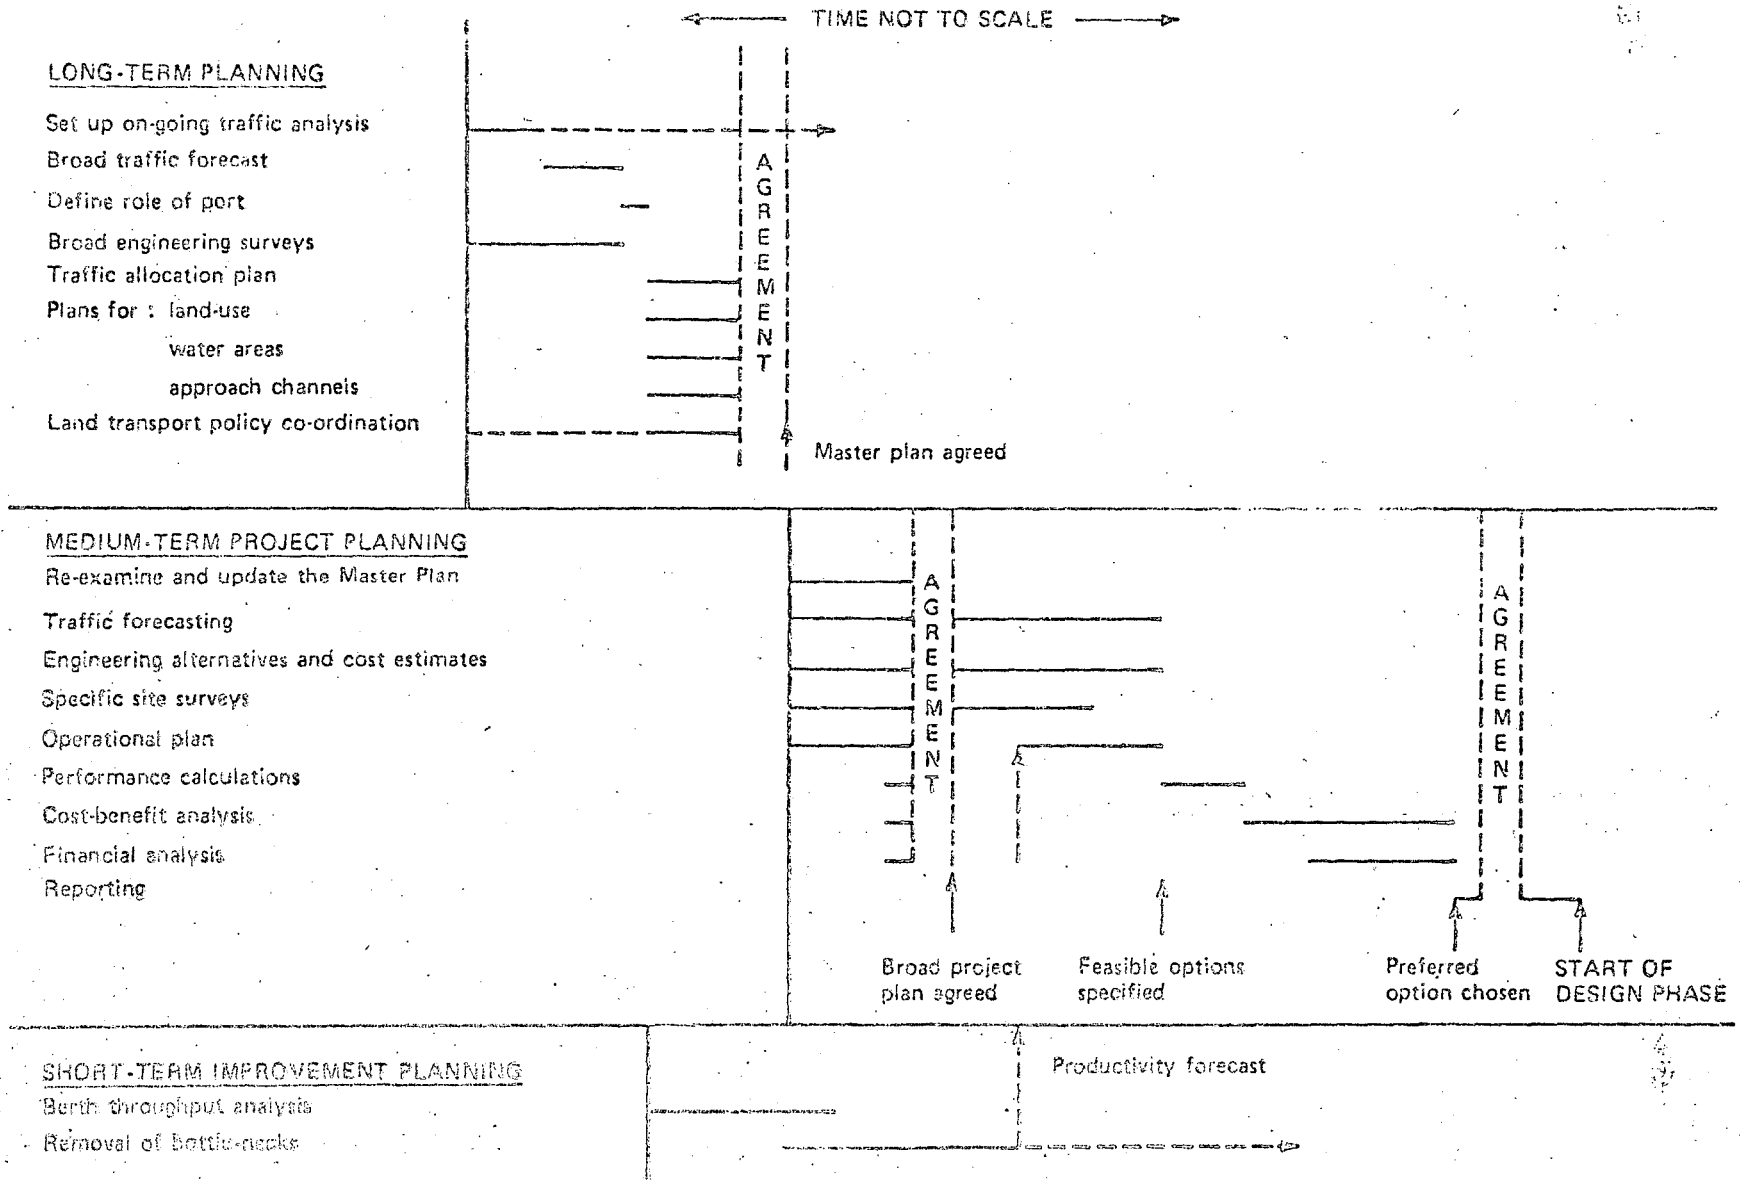 TIME NOT TO SCALE
LONG-TERM PLANNING
Set up on-going traffic analysis
Broad traffic forecast
Define role of port
Broad engineering surveys
Traffic allocation plan
Plans for : land-use
water areas
approach channels
Land transport policy co-ordination
AGREEMENT
Master plan agreed
MEDIUM-TERM PROJECT PLANNING
Re-examine and update the Master Plan
Traffic forecasting
Engineering alternatives and cost estimates
Specific site surveys
Operational plan
Performance calculations
Cost-benefit analysis
Financial analysis
Reporting
AGREEMENT
AGREEMENT
Broad project
plan agreed
Feasible options
specified
Preferred
option chosen
START OF
DESIGN PHASE
SHORT-TERM IMPROVEMENT PLANNING
Berth throughput analysis
Removal of bottle-necks
Productivity forecast